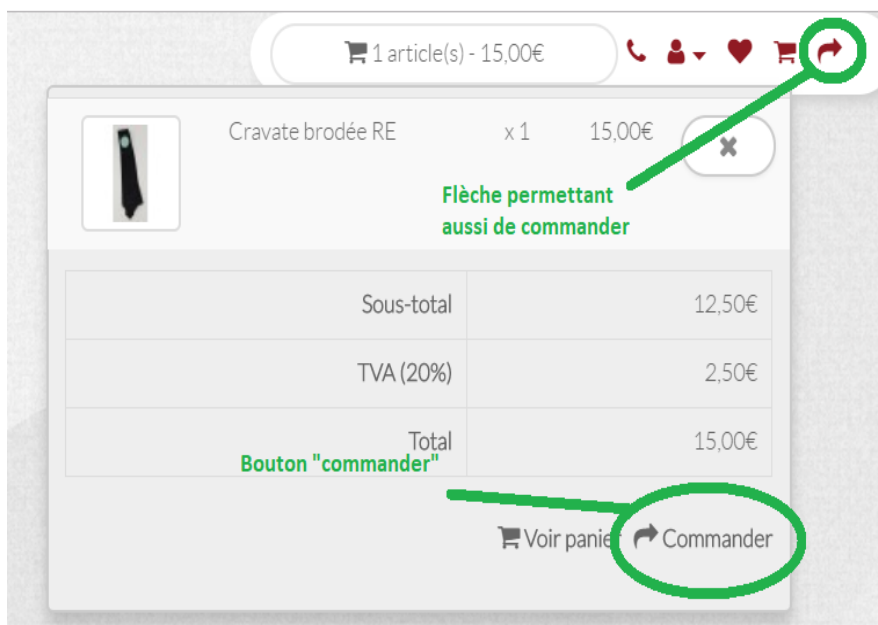 1 article(s) - 15,00€
Cravate brodée RE x 1 15,00€
Flèche permettant
aussi de commander
Sous-total 12,50€
TVA (20%) 2,50€
Total 15,00€
Bouton "commander"
Voir panier Commander